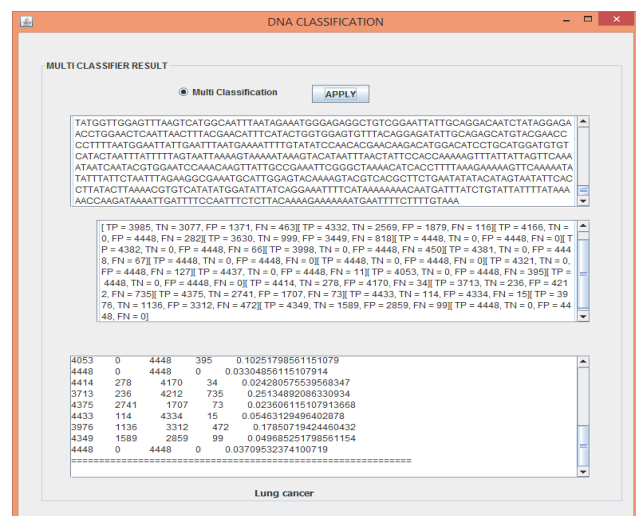 DNA CLASSIFICATION
MULTI CLASSIFIER RESULT
Multi Classification
APPLY
TATGGTTGGAGTTTAAGTCATGGCAATTTAATAGAAATGGGAGAGGCTGTCGGAATTATTGCAGGACAATCTATAGGAGA
ACCTGGAACTCAATTAACTTTACGAACATTTCATACTGGTGGAGTGTTTACAGGAGATATTGCAGAGCATGTACGAACC
CCTTTTAATGGAATTATTGAATTTAATGAAAATTTTGTATATCCAACACGAACAAGACATGGACATCCTGCATGGATGTGT
CATACTAATTTATTTTTAGTAATTAAAAGTAAAAATAAAGTACATAATTTAACTATTCCACCAAAAAGTTTATTATTAGTTCAAA
ATAATCAATACGTGGAATCCAAACAAGTTATTGCCGAAATTCGGGCTAAAACATCACCTTTTAAAGAAAAAGTTCAAAAATA
TATTTATTCTAATTTAGAAGGCGAAATGCATTGGAGTACAAAAGTACGTCACGCTTCTGAATATATACATAGTAATATTCAC
CTTATACTTAAAACGTGTCATATATGGATATTATCAGGAAATTTTCATAAAAAAAACAATGATTTATCTGTATTATTTTATAAA
AACCAAGATAAAATTGATTTTCCAATTTCTCTTACAAAAGAAAAAAATGAATTTTCTTTTGTAAA
[ TP = 3985, TN = 3077, FP = 1371, FN = 463][ TP = 4332, TN = 2569, FP = 1879, FN = 116][ TP = 4166, TN =
0, FP = 4448, FN = 282][ TP = 3630, TN = 999, FP = 3449, FN = 818][ TP = 4448, TN = 0, FP = 4448, FN = 0][ T
P = 4382, TN = 0, FP = 4448, FN = 66][ TP = 3998, TN = 0, FP = 4448, FN = 450][ TP = 4381, TN = 0, FP = 444
8, FN = 67][ TP = 4448, TN = 0, FP = 4448, FN = 0][ TP = 4448, TN = 0, FP = 4448, FN = 0][ TP = 4321, TN = 0,
FP = 4448, FN = 127][ TP = 4437, TN = 0, FP = 4448, FN = 11][ TP = 4053, TN = 0, FP = 4448, FN = 395][ TP =
4448, TN = 0, FP = 4448, FN = 0][ TP = 4414, TN = 278, FP = 4170, FN = 34][ TP = 3713, TN = 236, FP = 421
2, FN = 735][ TP = 4375, TN = 2741, FP = 1707, FN = 73][ TP = 4433, TN = 114, FP = 4334, FN = 15][ TP = 39
76, TN = 1136, FP = 3312, FN = 472][ TP = 4349, TN = 1589, FP = 2859, FN = 99][ TP = 4448, TN = 0, FP = 44
48, FN = 0]
4053 0 4448 395 0.10251798561151079
4448 0 4448 0 0.03304856115107914
4414 278 4170 34 0.024280575539568347
3713 236 4212 735 0.25134892086330934
4375 2741 1707 73 0.023606115107913668
4433 114 4334 15 0.05463129496402878
3976 1136 3312 472 0.17850719424460432
4349 1589 2859 99 0.049685251798561154
4448 0 4448 0 0.03709532374100719
============================================================
Lung cancer